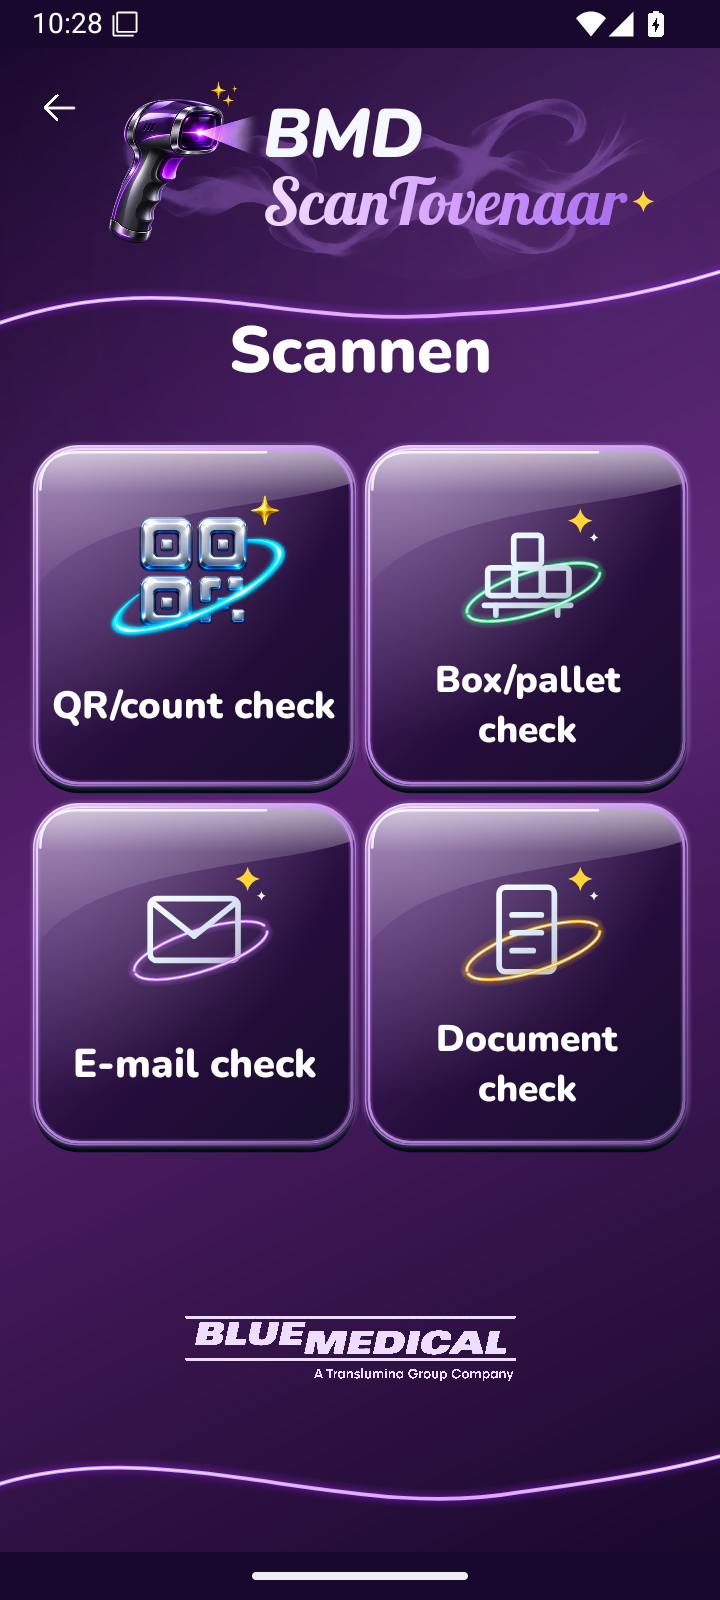 10:28
BMD
ScanTovenaar
Scannen
QR/count check
Box/pallet
check
E-mail check
Document
check
BLUEMEDICAL
A Translumina Group Company